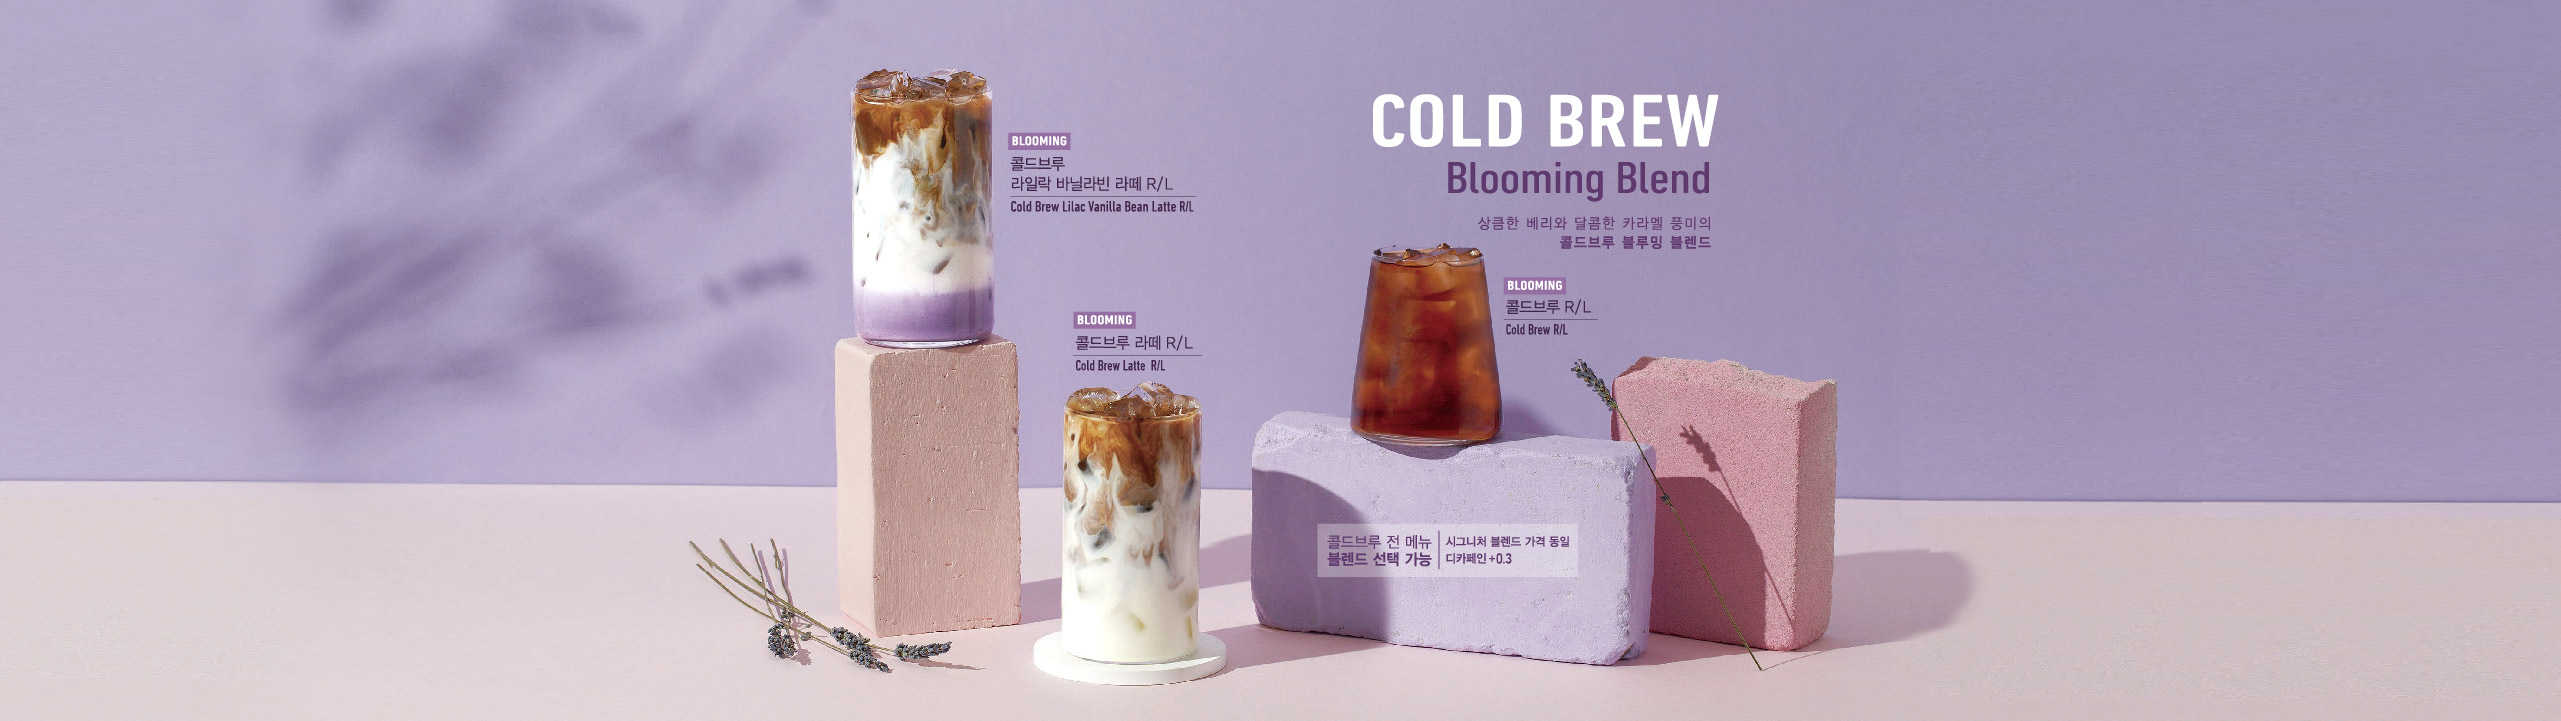 COLD BREW
Blooming Blend
상큼한 베리와 달콤한 카라멜 풍미의
콜드브루 블루밍 블렌드
BLOOMING
콜드브루
라일락 바닐라빈 라떼 R/L
Cold Brew Lilac Vanilla Bean Latte R/L
BLOOMING
콜드브루 라떼 R/L
Cold Brew Latte R/L
BLOOMING
콜드브루 R/L
Cold Brew R/L
콜드브루 전 메뉴
블렌드 선택 가능
시그니처 블렌드 가격 동일
디카페인 +0.3